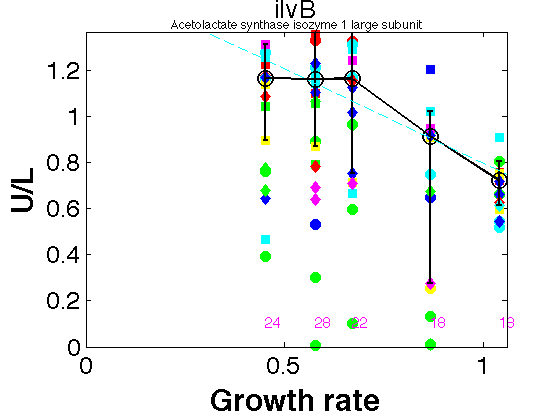 ilvB
Acetolactate synthase isozyme 1 large subunit
1.2
1
0.8
0.6
0.4
0.2
0
U/L
24 28 22 18 18
0 0.5 1
Growth rate